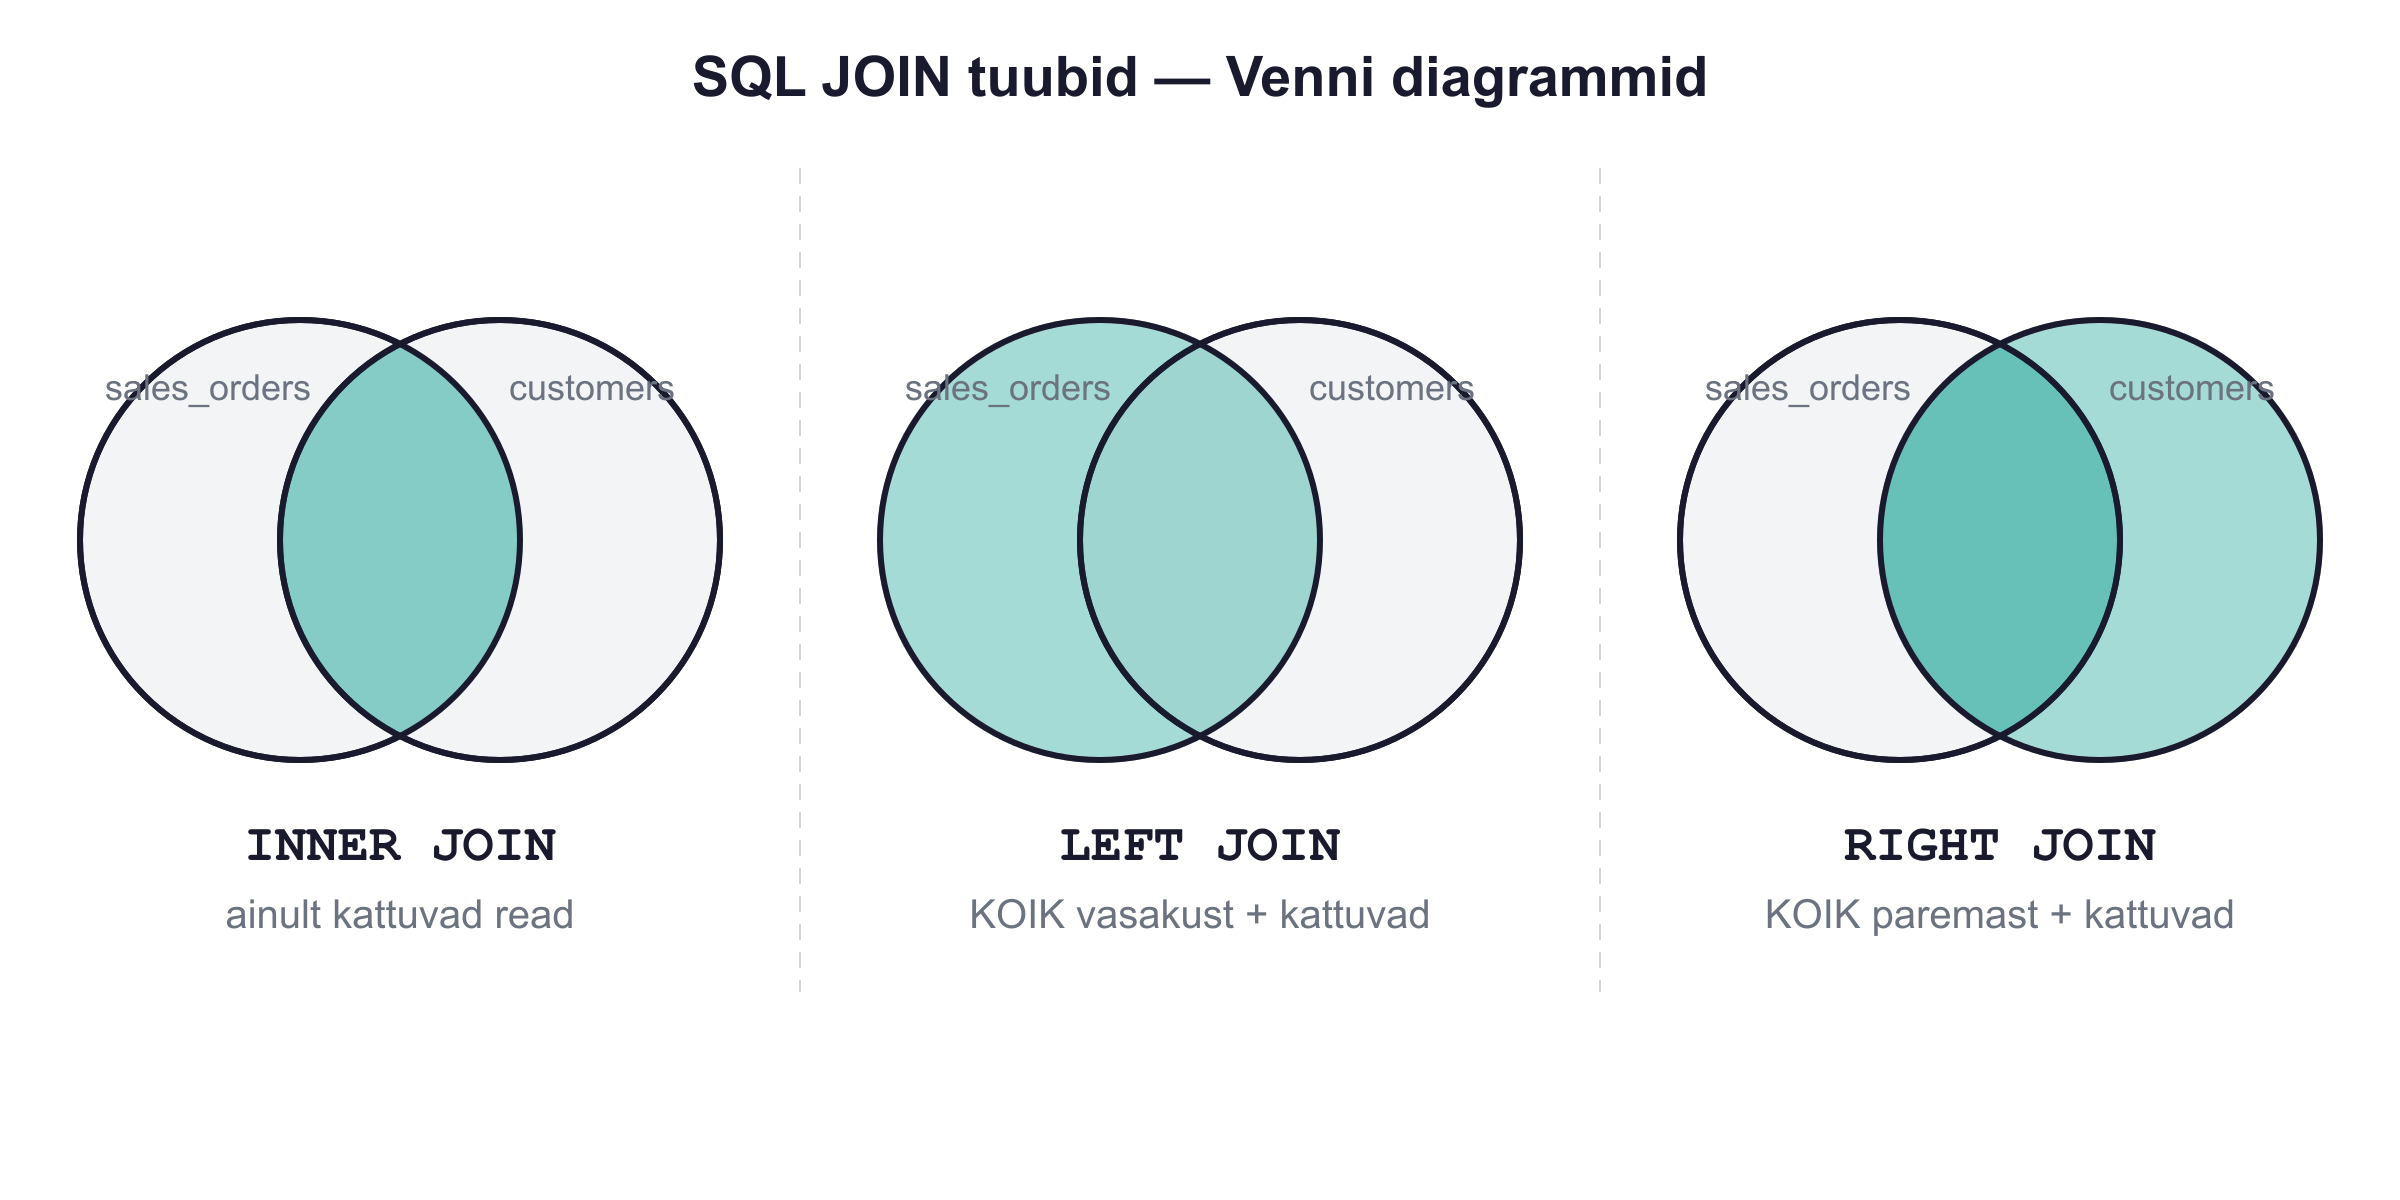 SQL JOIN tuubid — Venni diagrammid
sales_orders
customers
sales_orders
customers
sales_orders
customers
INNER JOIN
LEFT JOIN
RIGHT JOIN
ainult kattuvad read
KOIK vasakust + kattuvad
KOIK paremast + kattuvad